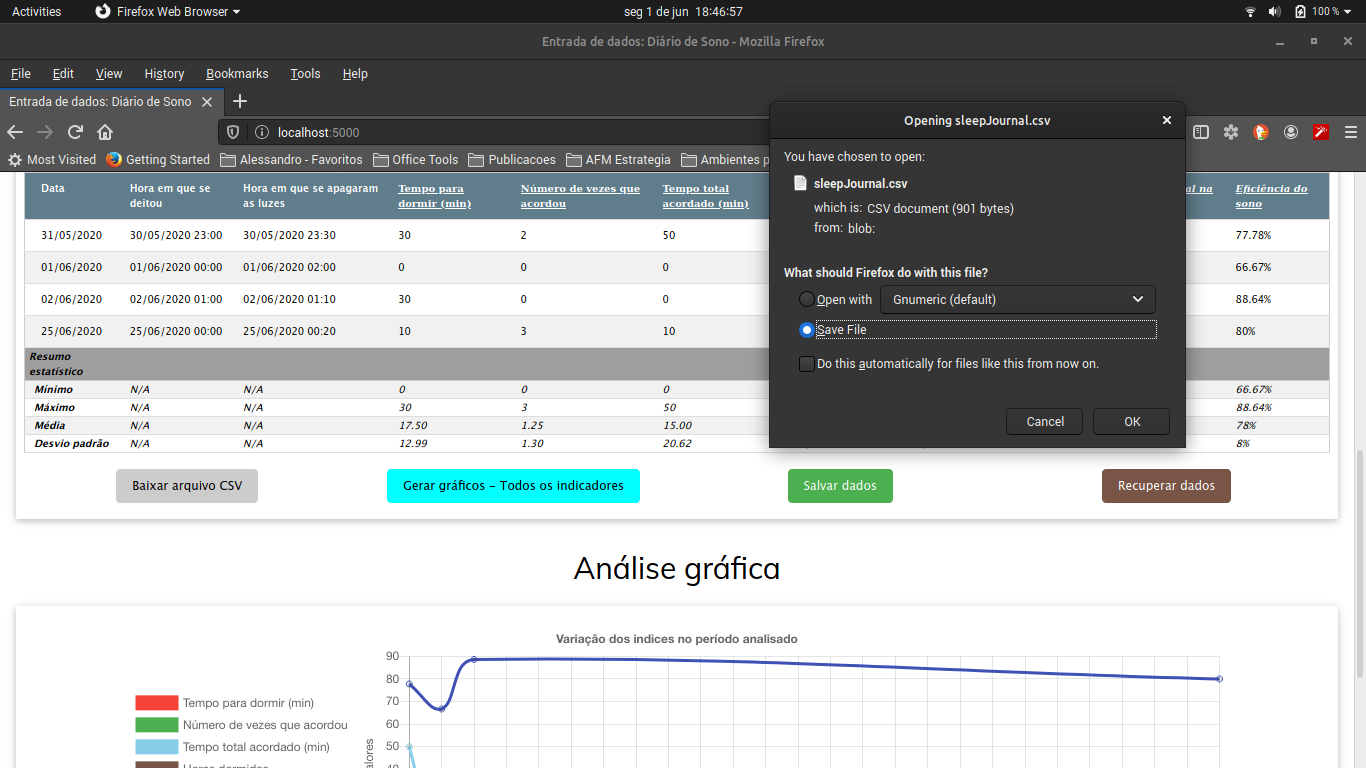 Activities Firefox Web Browser seg 1 de jun 18:46:57 100 %
Entrada de dados: Diário de Sono - Mozilla Firefox
File Edit View History Bookmarks Tools Help
Entrada de dados: Diário de Sono
localhost:5000
Most Visited Getting Started Alessandro - Favoritos Office Tools Publicacoes AFM Estrategia Ambientes
Opening sleepJournal.csv
You have chosen to open:
sleepJournal.csv
which is: CSV document (901 bytes)
from: blob:
What should Firefox do with this file?
Open with Gnumeric (default)
Save File
Do this automatically for files like this from now on.
Cancel OK
Data Hora em que se deitou Hora em que se apagaram as luzes Tempo para dormir (min) Número de vezes que acordou Tempo total acordado (min) na Eficiência do sono
31/05/2020 30/05/2020 23:00 30/05/2020 23:30 30 2 50 77.78%
01/06/2020 01/06/2020 00:00 01/06/2020 02:00 0 0 0 66.67%
02/06/2020 02/06/2020 01:00 02/06/2020 01:10 30 0 0 88.64%
25/06/2020 25/06/2020 00:00 25/06/2020 00:20 10 3 10 80%
Resumo estatístico
Mínimo N/A N/A 0 0 0 66.67%
Máximo N/A N/A 30 3 50 88.64%
Média N/A N/A 17.50 1.25 15.00 78%
Desvio padrão N/A N/A 12.99 1.30 20.62 8%
Baixar arquivo CSV Gerar gráficos - Todos os indicadores Salvar dados Recuperar dados
Análise gráfica
Variação dos indices no período analisado
Tempo para dormir (min)
Número de vezes que acordou
Tempo total acordado (min)
90
80
70
60
50